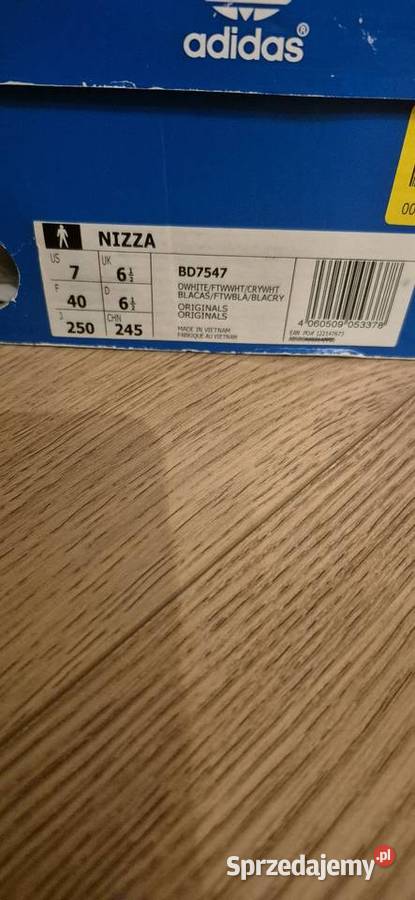 adidas®
NIZZA
US 7 UK 6½
F 40 D 6½
J 250 CHN 245
BD7547
OWHITE/FTWWHT/CRYWHT
BLACAS/FTWBLA/BLACRY
ORIGINALS
ORIGINALS
MADE IN VIETNAM
FABRIQUE AU VIETNAM
4 060509 053378
00
Sprzedajemy.pl